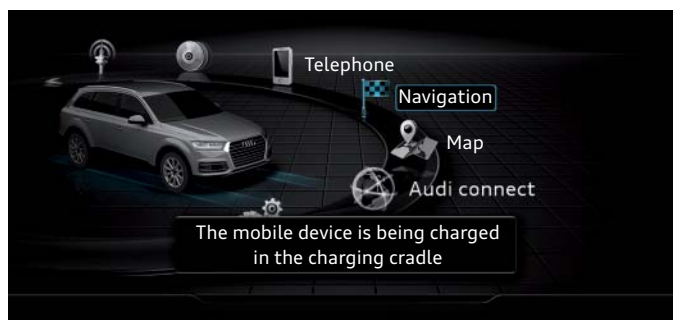 Telephone
Navigation
Map
Audi connect
The mobile device is being charged
in the charging cradle